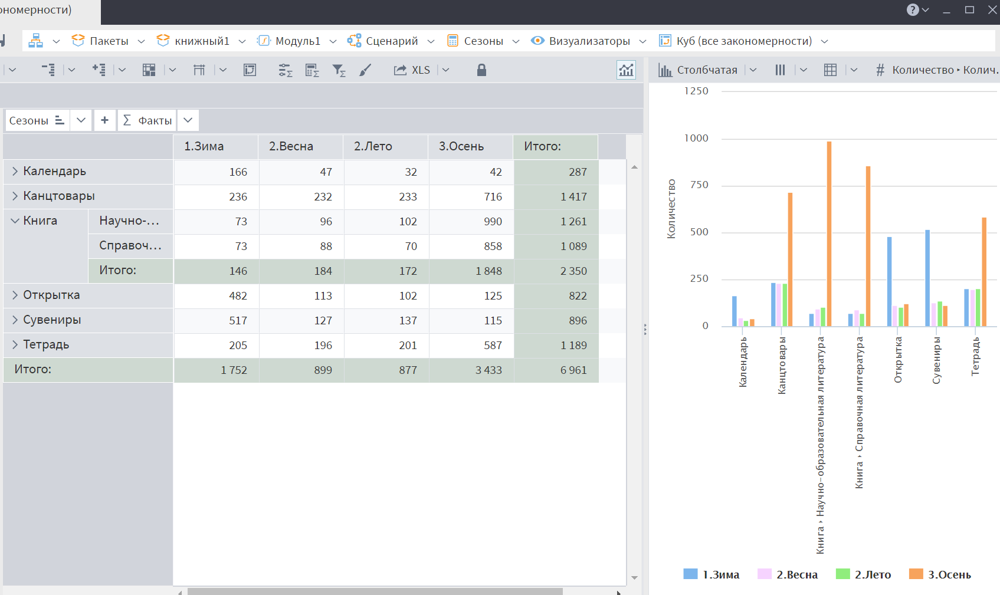 ономерности)
?
Пакеты книжный1 Модуль1 Сценарий Сезоны Визуализаторы Куб (все закономерности)
XLS
Столбчатая # Количество ‣ Колич.
Сезоны + Σ Факты
1.Зима 2.Весна 2.Лето 3.Осень Итого:
Календарь 166 47 32 42 287
Канцтовары 236 232 233 716 1 417
Книга Научно-... 73 96 102 990 1 261
Справоч... 73 88 70 858 1 089
Итого: 146 184 172 1 848 2 350
Открытка 482 113 102 125 822
Сувениры 517 127 137 115 896
Тетрадь 205 196 201 587 1 189
Итого: 1 752 899 877 3 433 6 961
Количество
1250
1000
750
500
250
0
Календарь
Канцтовары
Книга ‣ Научно-образовательная литература
Книга ‣ Справочная литература
Открытка
Сувениры
Тетрадь
1.Зима 2.Весна 2.Лето 3.Осень